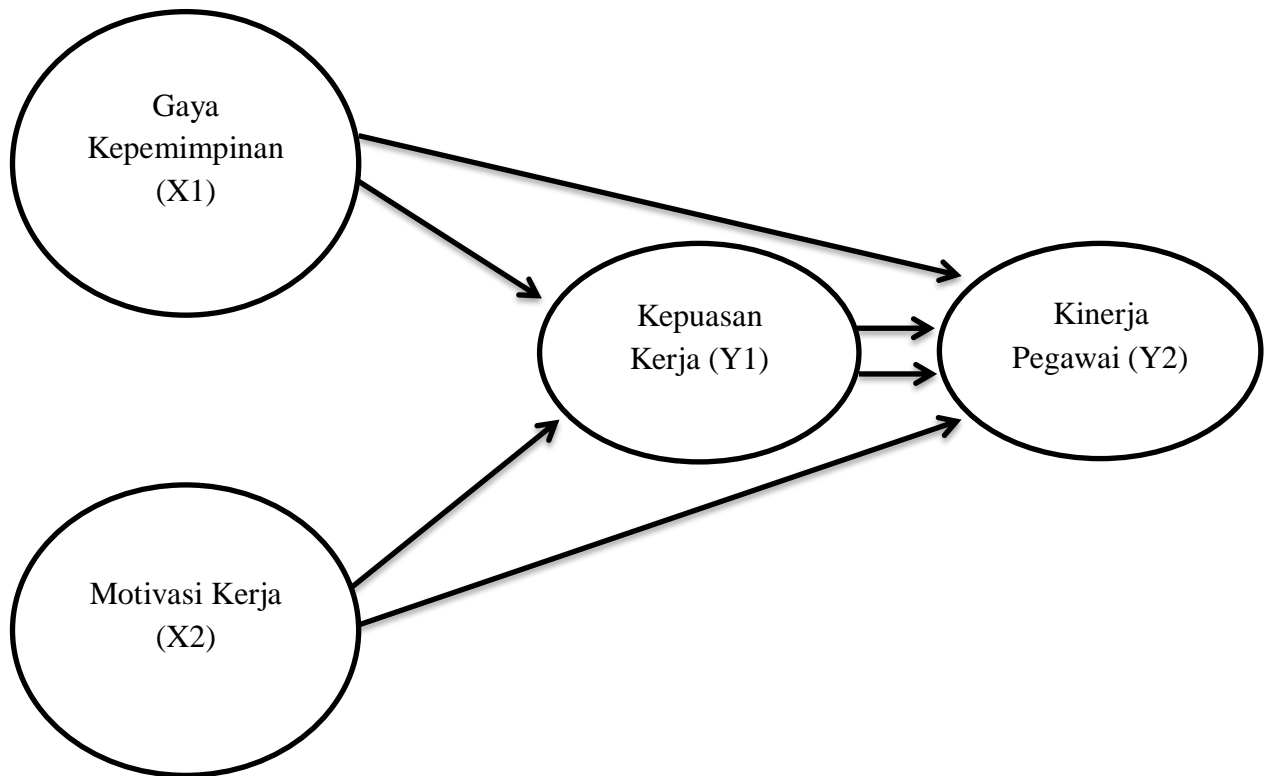 Gaya
Kepemimpinan
(X1)
Kepuasan
Kerja (Y1)
Kinerja
Pegawai (Y2)
Motivasi Kerja
(X2)